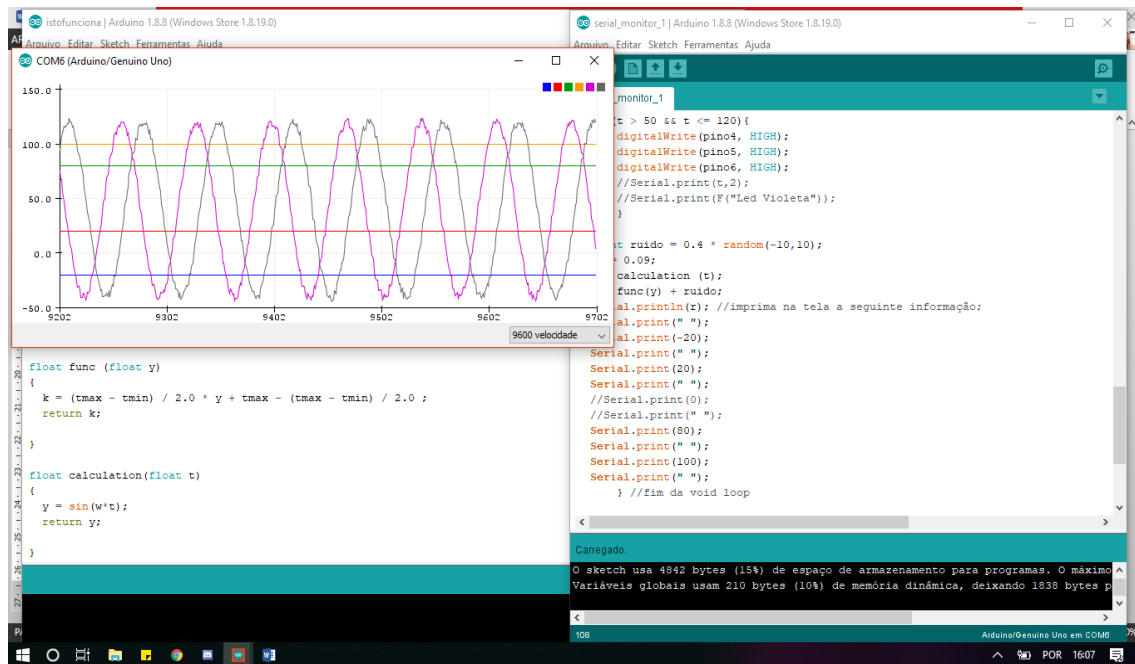 istofunciona | Arduino 1.8.8 (Windows Store 1.8.19.0)
Arquivo Editar Sketch Ferramentas Ajuda
COM6 (Arduino/Genuino Uno)
150.0
100.0
50.0
0.0
-50.0
9202 9302 9402 9502 9602 9702
9600 velocidade
float func (float y)
{
k = (tmax - tmin) / 2.0 * y + tmax - (tmax - tmin) / 2.0 ;
return k;
}
float calculation(float t)
{
y = sin(w*t);
return y;
}
serial_monitor_1 | Arduino 1.8.8 (Windows Store 1.8.19.0)
Arquivo Editar Sketch Ferramentas Ajuda
_monitor_1
(t > 50 && t <= 120){
digitalWrite(pino4, HIGH);
digitalWrite(pino5, HIGH);
digitalWrite(pino6, HIGH);
//Serial.print(t,2);
//Serial.print(F("Led Violeta"));
}
t ruido = 0.4 * random(-10,10);
= 0.09;
calculation (t);
func(y) + ruido;
al.println(r); //imprima na tela a seguinte informação;
al.print(" ");
al.print(-20);
Serial.print(" ");
Serial.print(20);
Serial.print(" ");
//Serial.print(0);
//Serial.print(" ");
Serial.print(80);
Serial.print(" ");
Serial.print(100);
Serial.print(" ");
} //fim da void loop
Carregado.
O sketch usa 4842 bytes (15%) de espaço de armazenamento para programas. O máximo
Variáveis globais usam 210 bytes (10%) de memória dinâmica, deixando 1838 bytes p
108
Arduino/Genuino Uno em COM6
POR 16:07